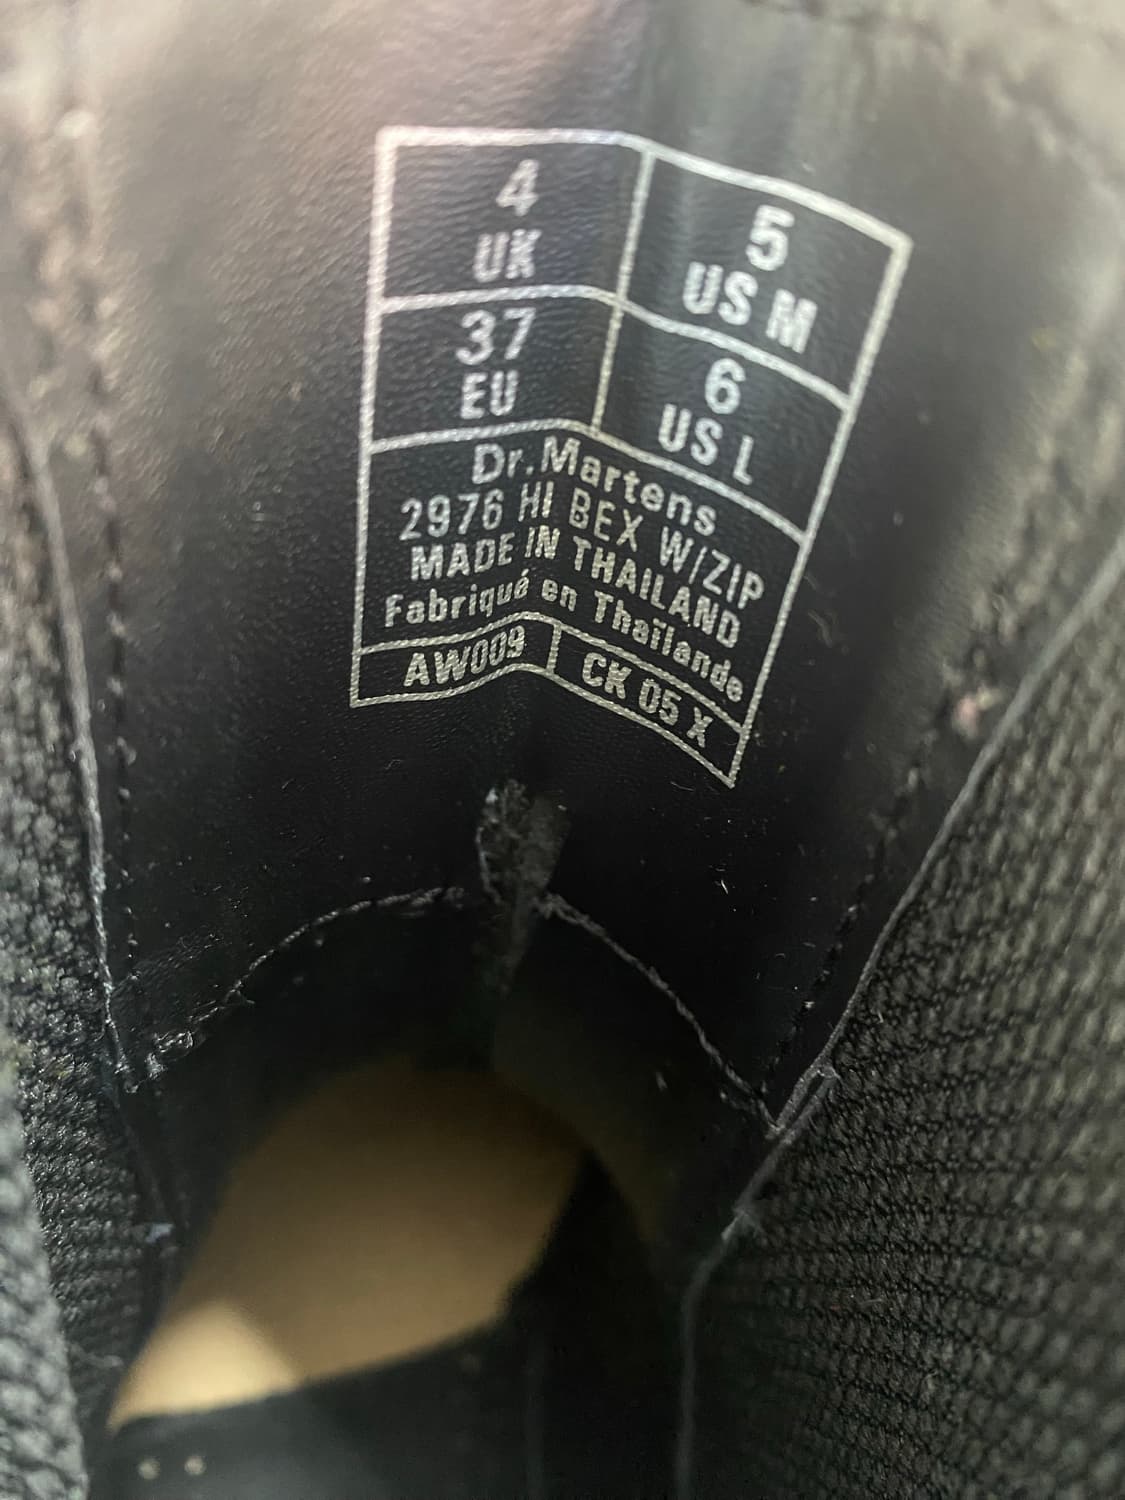 4
UK
5
US M
37
EU
6
US L
Dr. Martens
2976 HI BEX W/ZIP
MADE IN THAILAND
Fabriqué en Thaïlande
AW009
CK 05 X